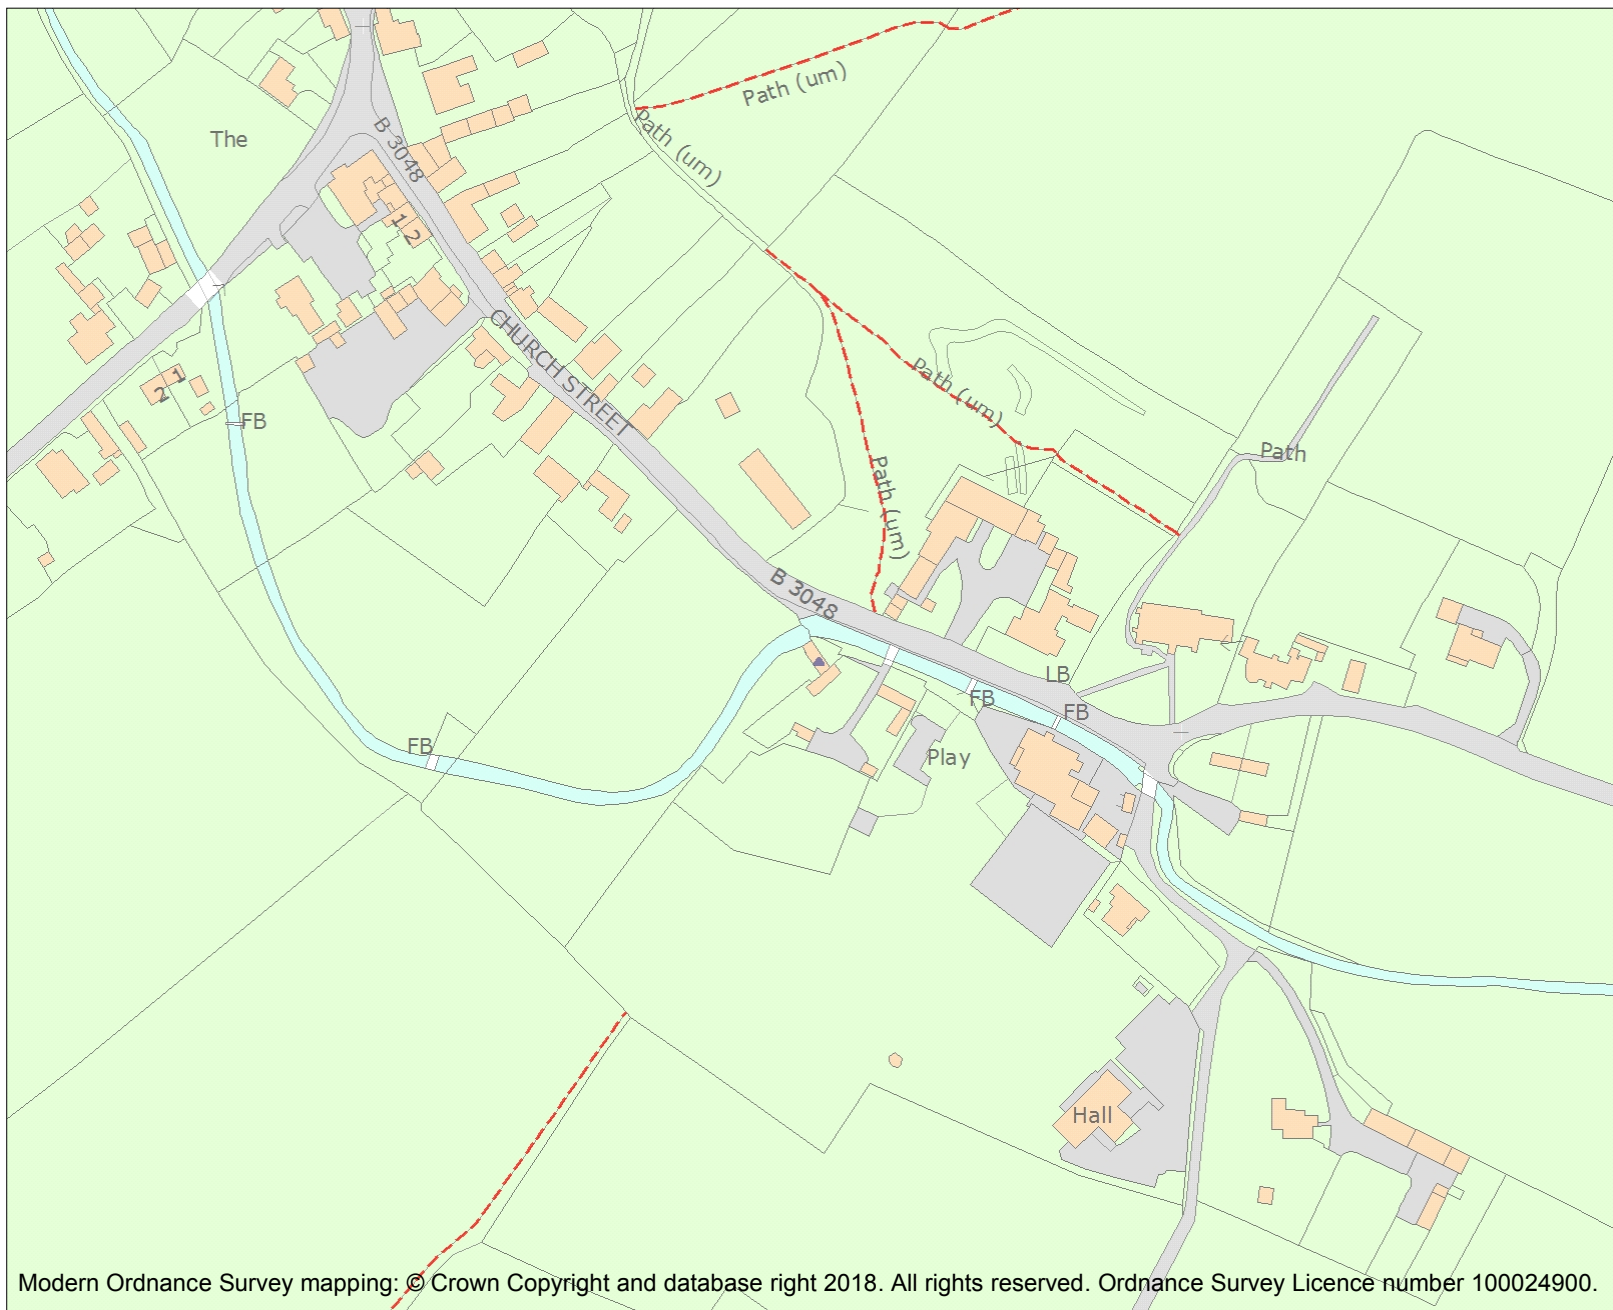 Path (um)
The
B 3048
Path (um)
1 2
CHURCH STREET
Path (um)
1
2
FB
Path
Path (um)
B 3048
LB
FB
FB
FB
Play
Hall
Modern Ordnance Survey mapping: © Crown Copyright and database right 2018. All rights reserved. Ordnance Survey Licence number 100024900.